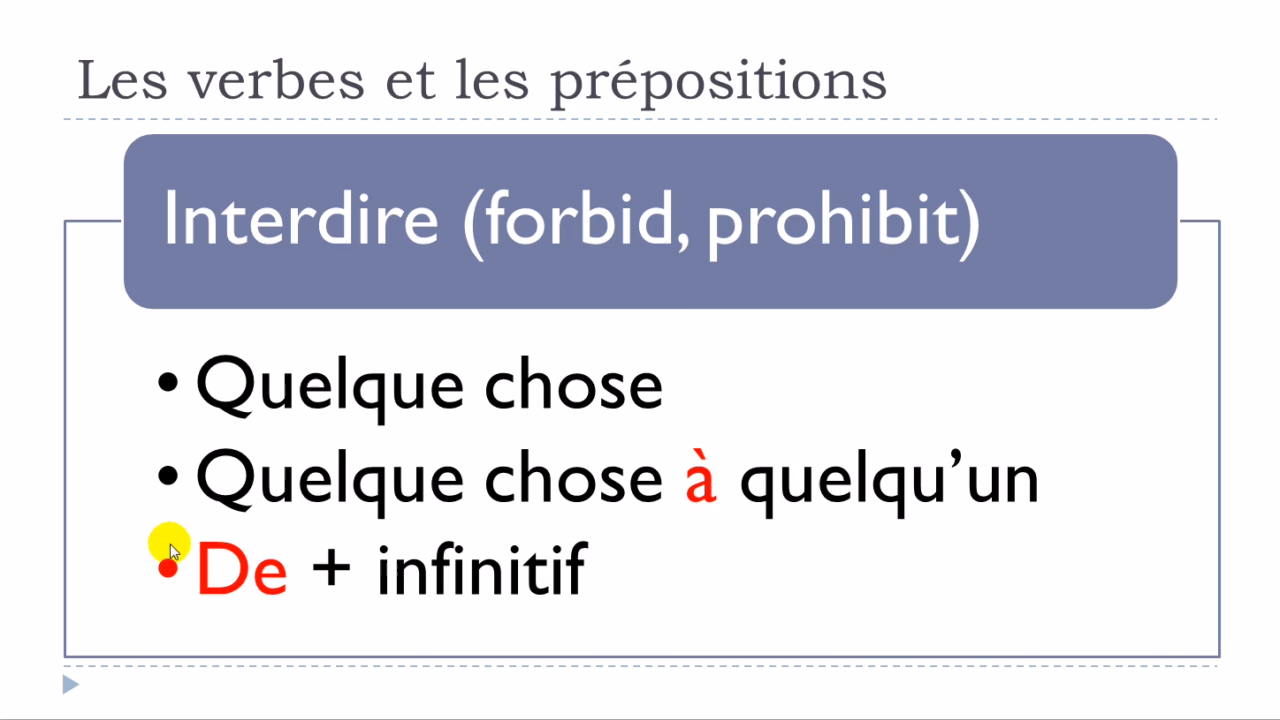 Les verbes et les prépositions
Interdire (forbid, prohibit)
• Quelque chose
• Quelque chose à quelqu’un
• De + infinitif